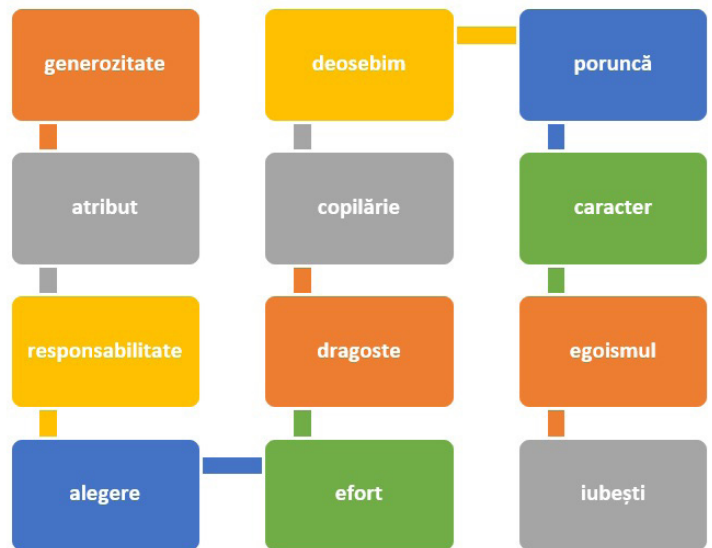 generozitate
atribut
responsabilitate
alegere
efort
dragoste
copilărie
deosebim
poruncă
caracter
egoismul
iubești